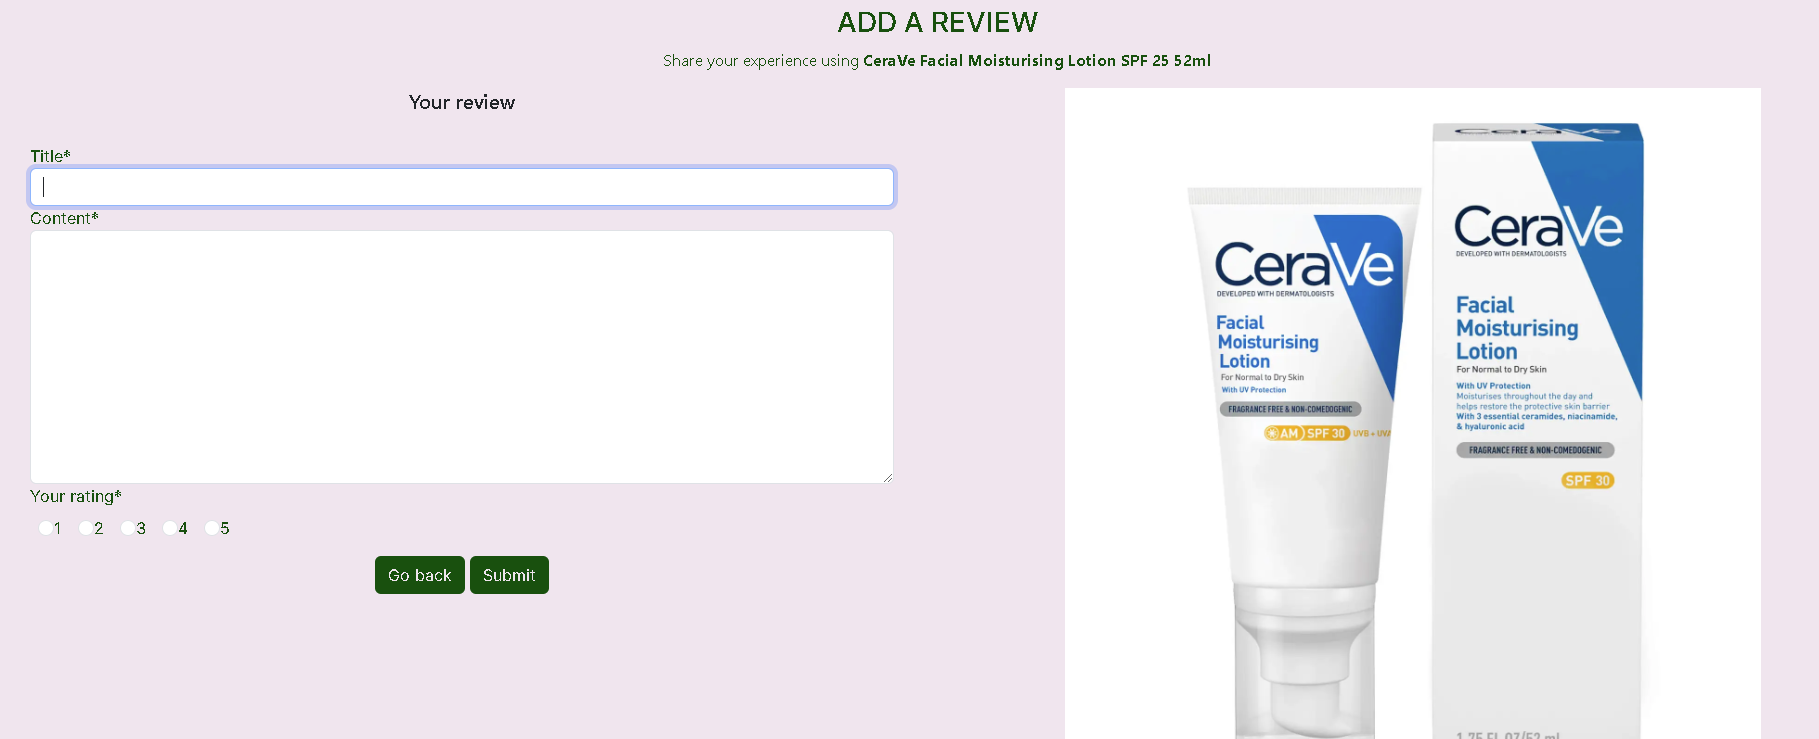 ADD A REVIEW
Share your experience using CeraVe Facial Moisturising Lotion SPF 25 52ml
Your review
Title*
Content*
Your rating*
1 2 3 4 5
Go back Submit
CeraVe
DEVELOPED WITH DERMATOLOGISTS
Facial
Moisturising
Lotion
For Normal to Dry Skin
With UV Protection
FRAGRANCE FREE & NON-COMEDOGENIC
AM SPF 30 UVB + UVA
CeraVe
CeraVe
DEVELOPED WITH DERMATOLOGISTS
Facial
Moisturising
Lotion
For Normal to Dry Skin
With UV Protection
Moisturises throughout the day and
helps restore the protective skin barrier
With 3 essential ceramides, niacinamide,
& hyaluronic acid
FRAGRANCE FREE & NON-COMEDOGENIC
SPF 30
1.75 FL OZ/52 ml